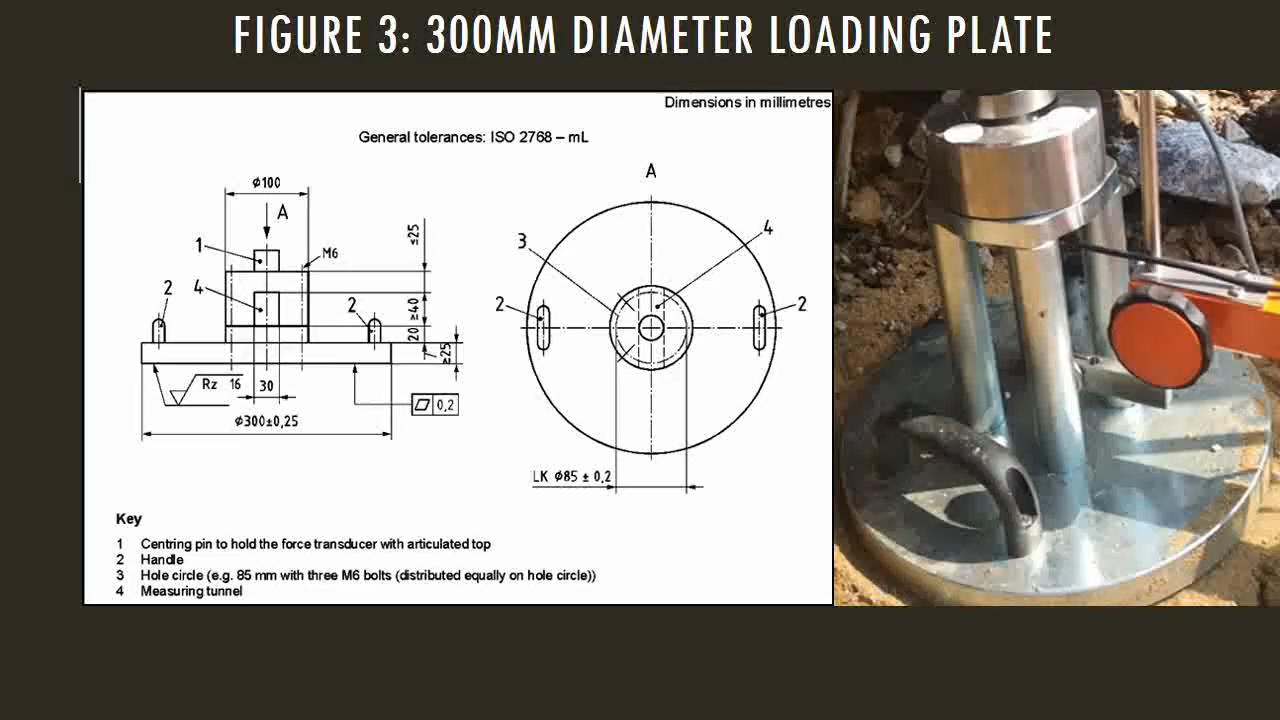 FIGURE 3: 300MM DIAMETER LOADING PLATE
Dimensions in millimetres
General tolerances: ISO 2768 – mL
A
Ø100
A
1
M6
≤25
2
4
2
20 ≥40
≥25
Rz 16
30
0,2
Ø300±0,25
3
4
2
2
LK Ø85 ± 0,2
Key
1 Centring pin to hold the force transducer with articulated top
2 Handle
3 Hole circle (e.g. 85 mm with three M6 bolts (distributed equally on hole circle))
4 Measuring tunnel